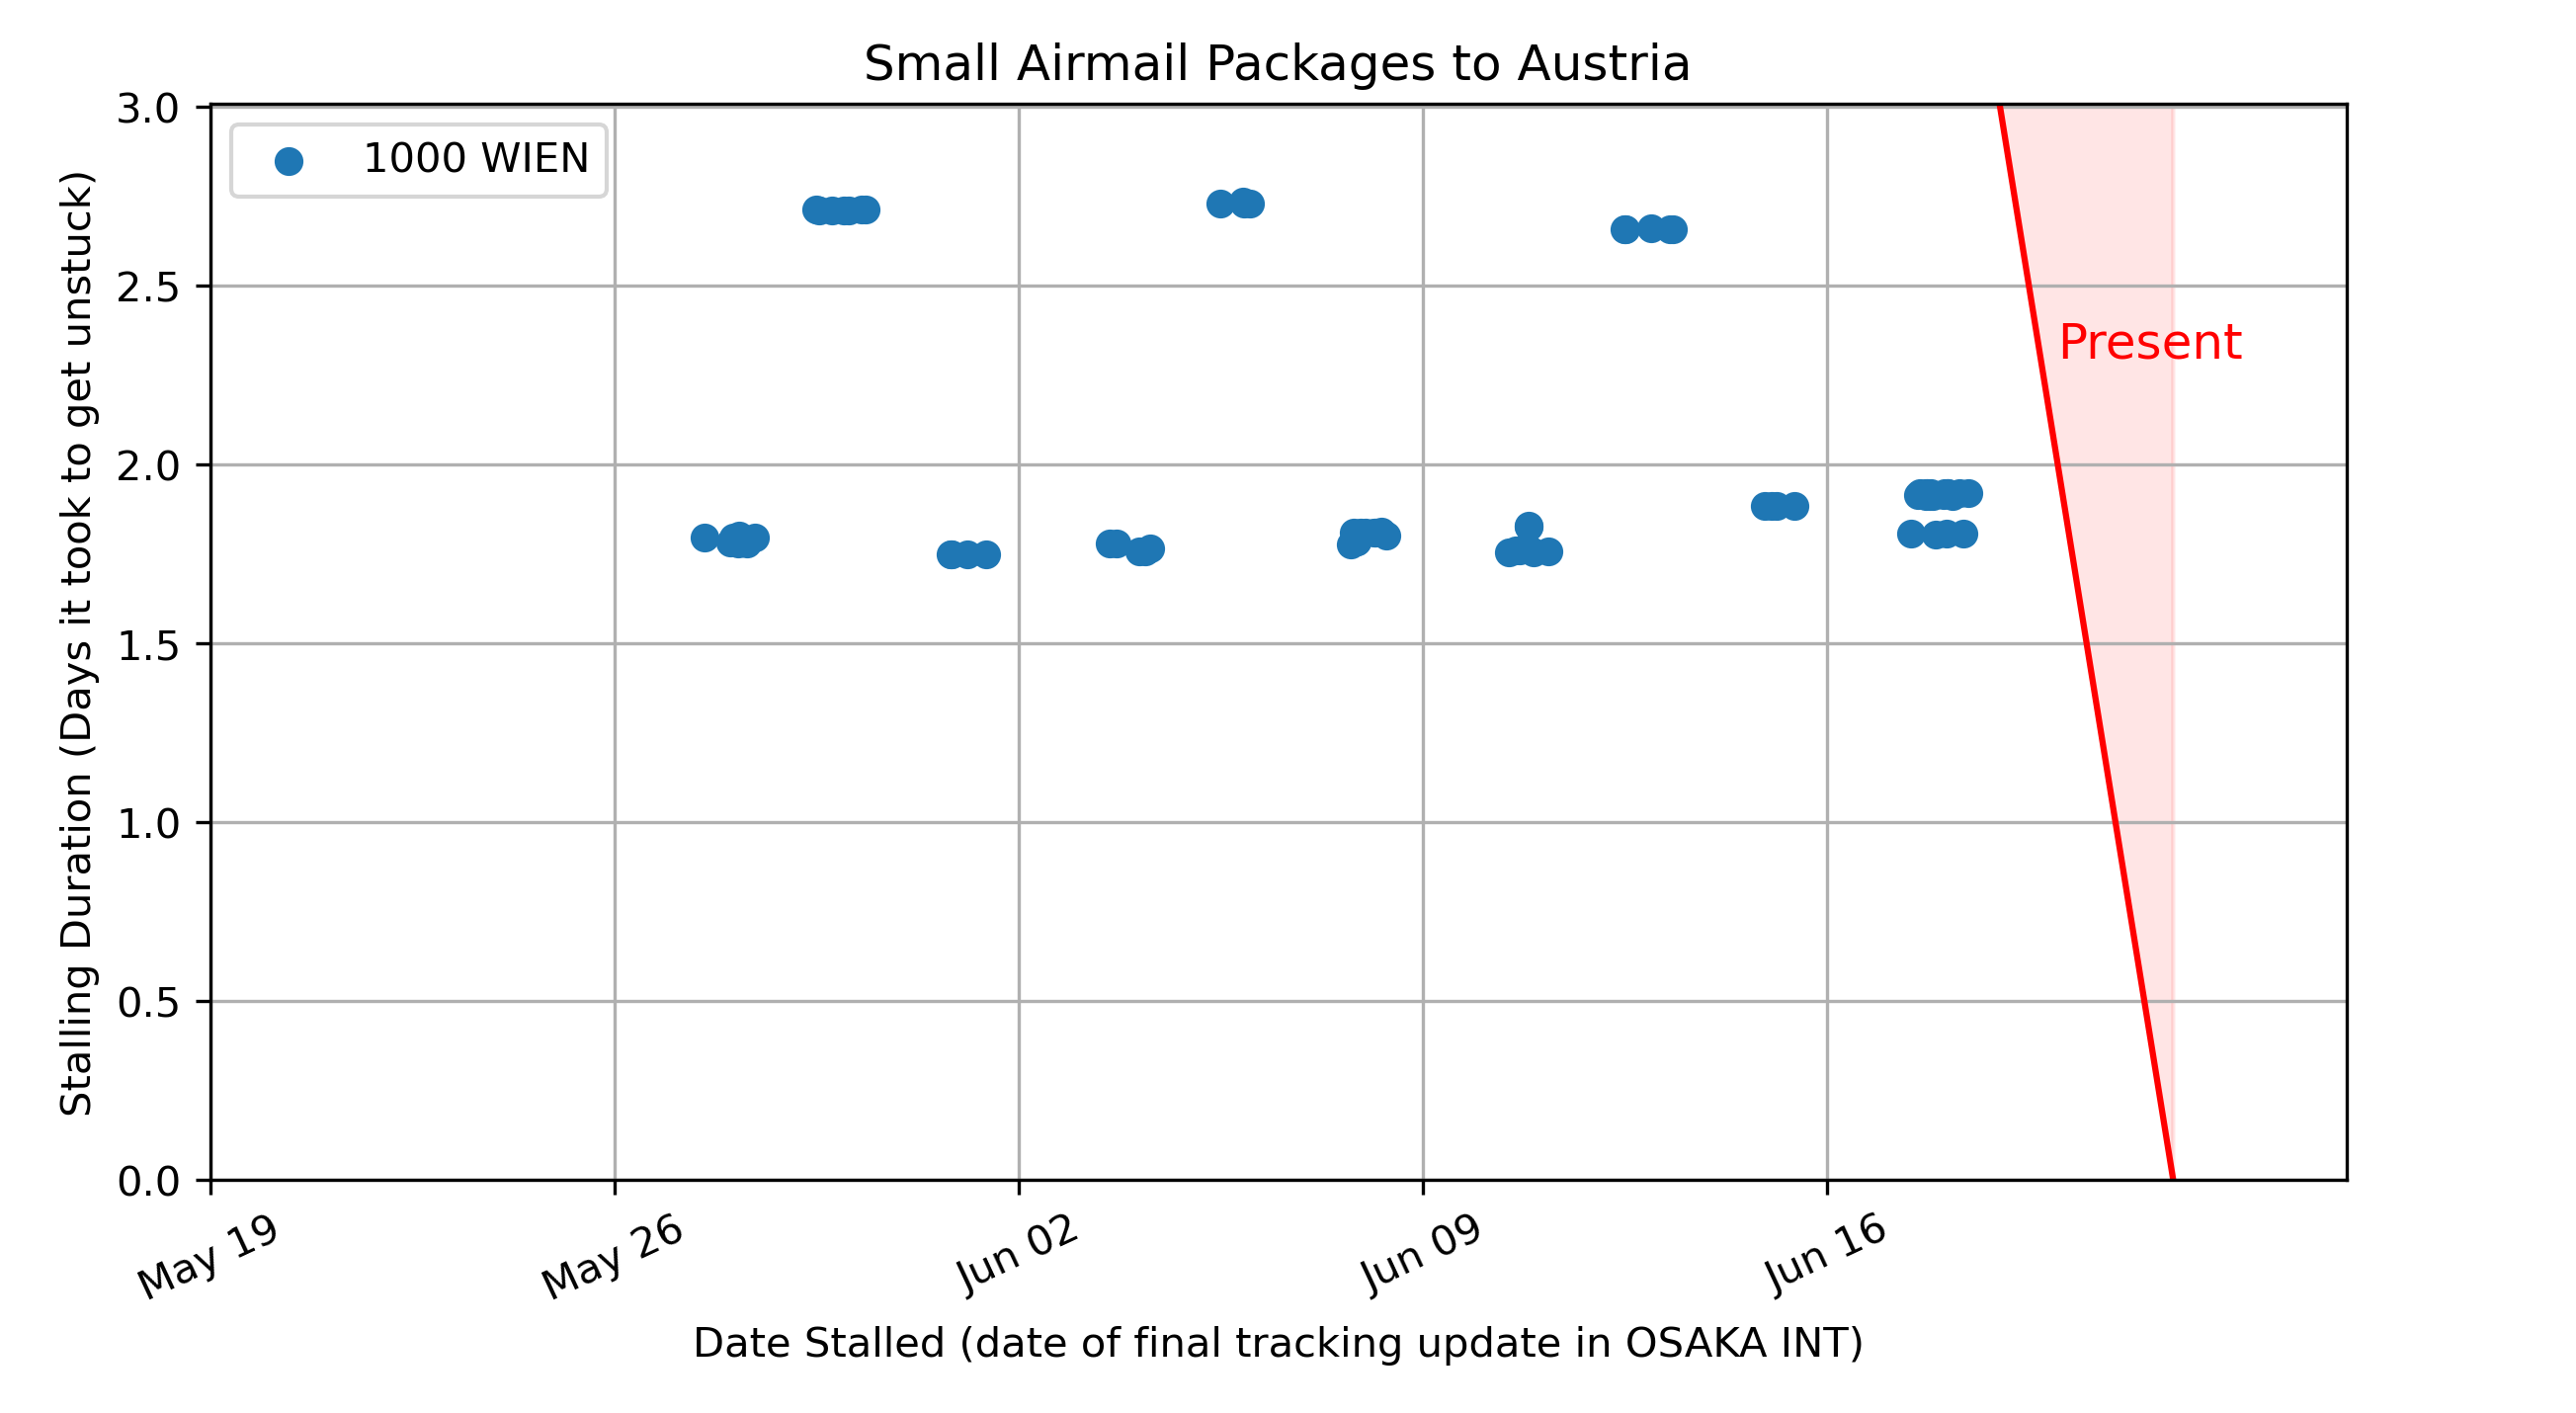 Small Airmail Packages to Austria
Stalling Duration (Days it took to get unstuck)
3.0
2.5
2.0
1.5
1.0
0.5
0.0
1000 WIEN
Present
May 19
May 26
Jun 02
Jun 09
Jun 16
Date Stalled (date of final tracking update in OSAKA INT)